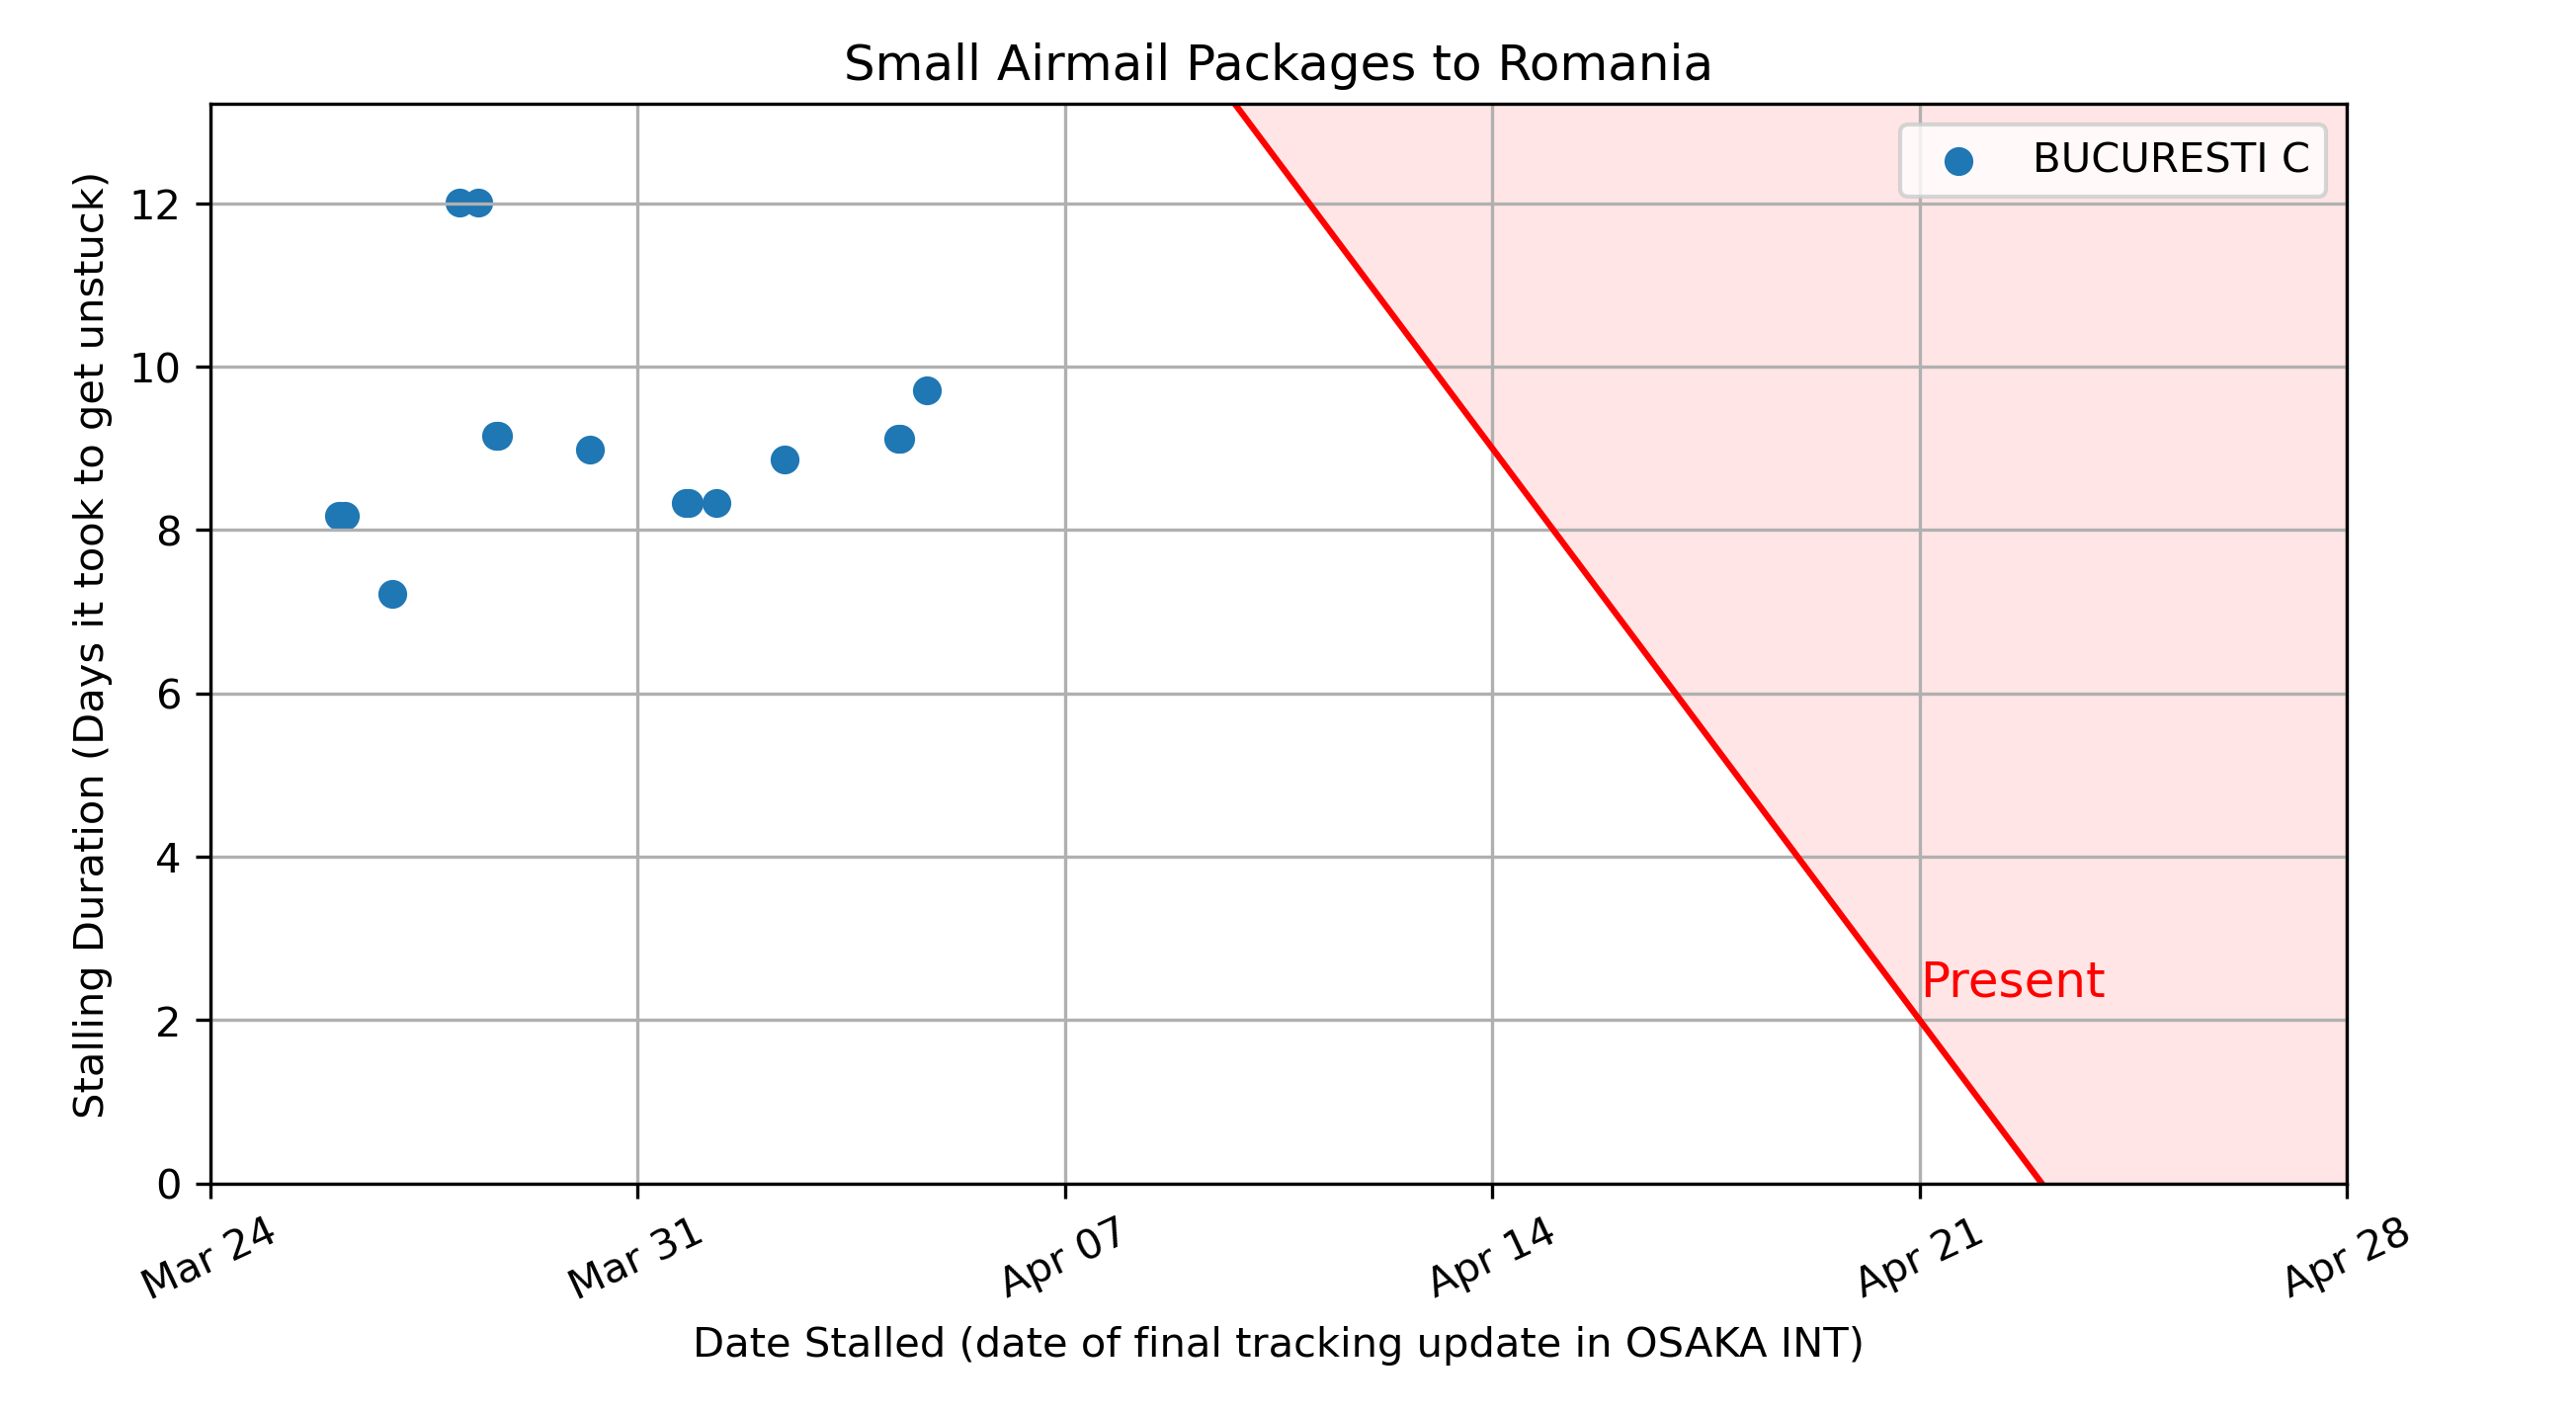 Small Airmail Packages to Romania
BUCURESTI C
Stalling Duration (Days it took to get unstuck)
12
10
8
6
4
2
0
Present
Mar 24
Mar 31
Apr 07
Apr 14
Apr 21
Apr 28
Date Stalled (date of final tracking update in OSAKA INT)